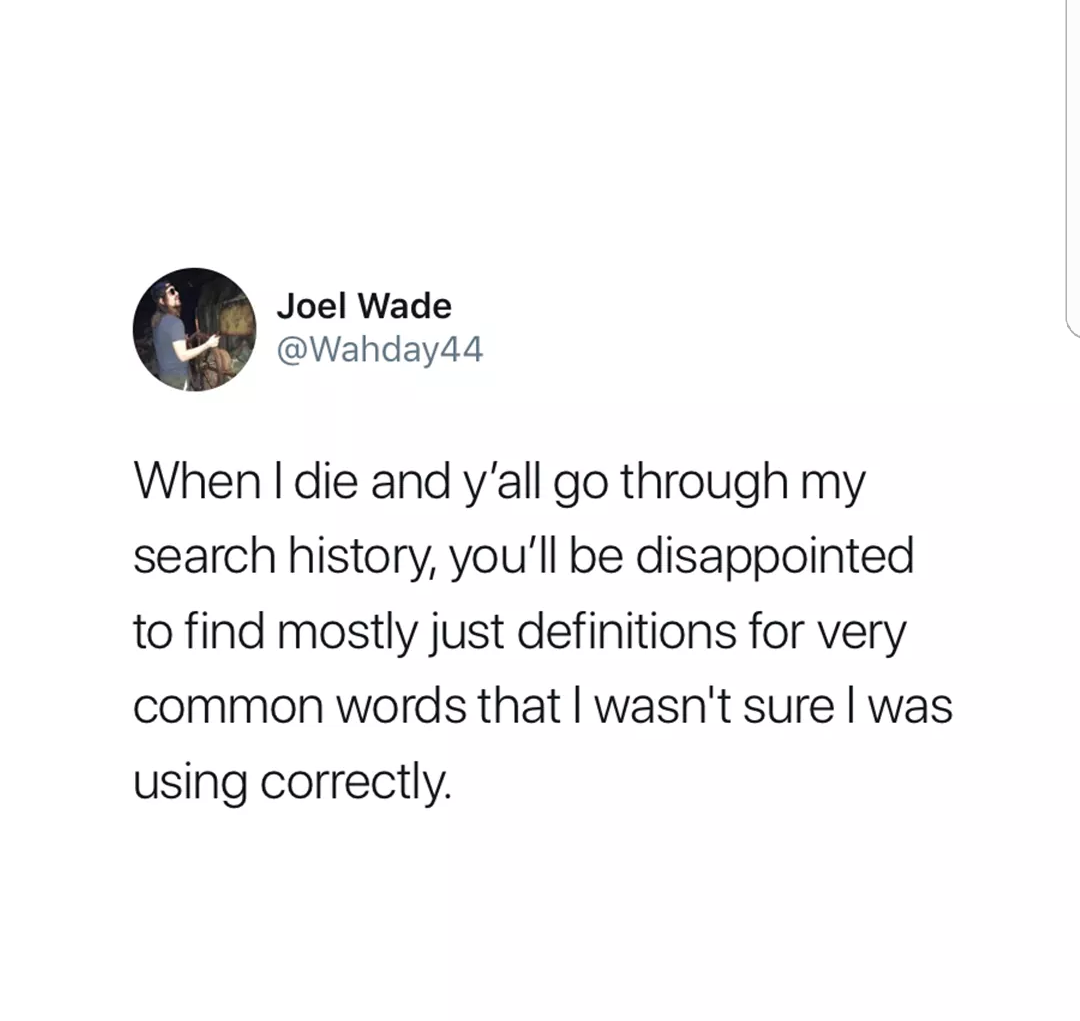 Joel Wade
@Wahday44
When I die and y’all go through my
search history, you’ll be disappointed
to find mostly just definitions for very
common words that I wasn't sure I was
using correctly.